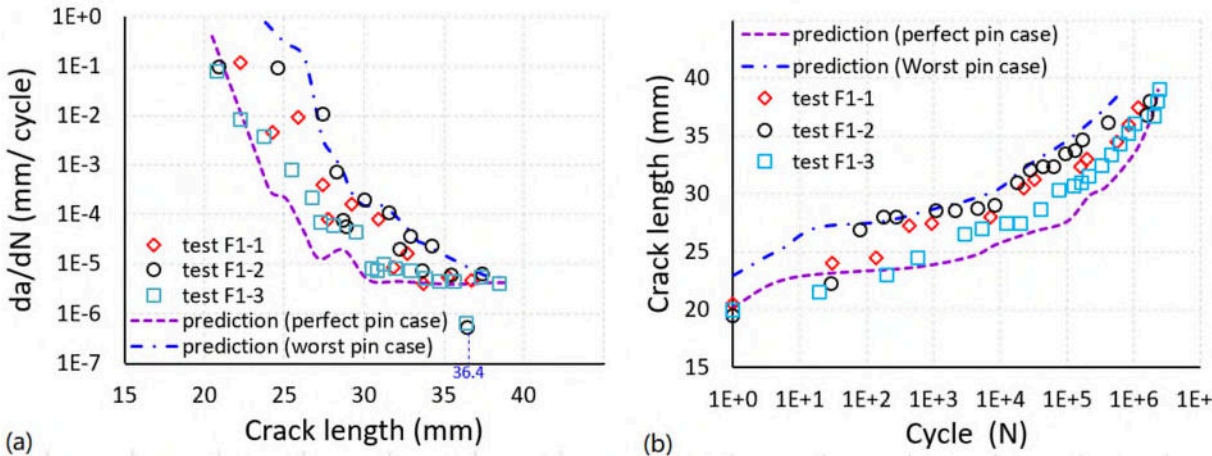 da/dN (mm/ cycle)
1E+0
1E-1
1E-2
1E-3
1E-4
1E-5
1E-6
1E-7
test F1-1
test F1-2
test F1-3
prediction (perfect pin case)
prediction (worst pin case)
36.4
15 20 25 30 35 40
Crack length (mm)
(a)
Crack length (mm)
40
35
30
25
20
15
prediction (perfect pin case)
prediction (Worst pin case)
test F1-1
test F1-2
test F1-3
1E+0 1E+1 1E+2 1E+3 1E+4 1E+5 1E+6 1E+
Cycle (N)
(b)